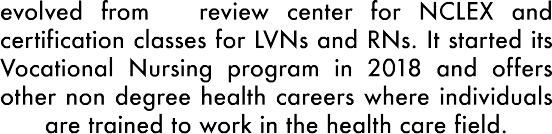 evolved from review center for NCLEX and
certification classes for LVNs and RNs. It started its
Vocational Nursing program in 2018 and offers
other non degree health careers where individuals
are trained to work in the health care field.